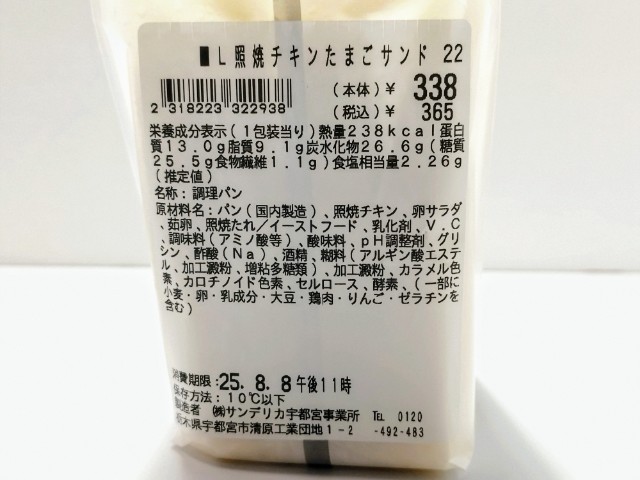 ■L照焼チキンたまごサンド 22
(本体)¥ 338
2 318223 322938
(税込)¥ 365
栄養成分表示(1包装当り)熱量238kcal蛋白
質13.0g脂質9.1g炭水化物26.6g(糖質
25.5g食物繊維1.1g)食塩相当量2.26g
(推定値)
名称:調理パン
原材料名:パン(国内製造)、照焼チキン、卵サラダ
、茹卵、照焼たれ/イーストフード、乳化剤、V.C
、調味料(アミノ酸等)、酸味料、pH調整剤、グリ
シン、酢酸(Na)、酒精、糊料(アルギン酸エステ
ル、加工澱粉、増粘多糖類)、加工澱粉、カラメル色
素、カロチノイド色素、セルロース、酵素、(一部に
小麦・卵・乳成分・大豆・鶏肉・りんご・ゼラチンを
含む)
消費期限:25.8.8午後11時
保存方法:10℃以下
製造者 ㈱サンデリカ宇都宮事業所 TEL 0120
栃木県宇都宮市清原工業団地1-2 -492-483